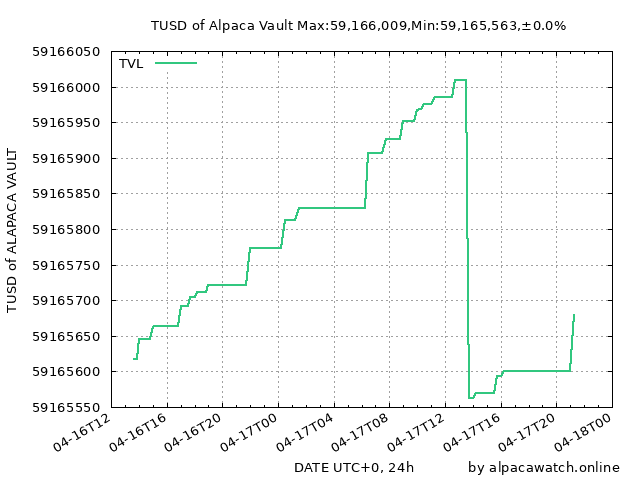 TUSD of Alpaca Vault Max:59,166,009,Min:59,165,563,±0.0%
TVL
59166050
59166000
59165950
59165900
59165850
59165800
59165750
59165700
59165650
59165600
59165550
TUSD of ALAPACA VAULT
04-16T12
04-16T16
04-16T20
04-17T00
04-17T04
04-17T08
04-17T12
04-17T16
04-17T20
04-18T00
DATE UTC+0, 24h
by alpacawatch.online